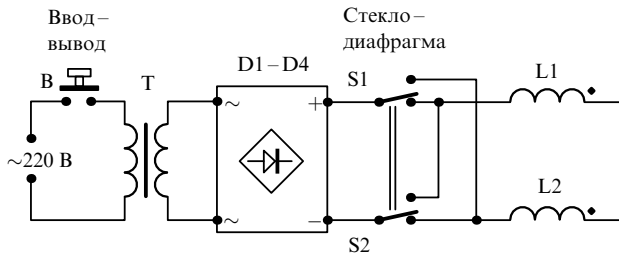 Ввод–
вывод
Стекло–
диафрагма
В
Т
D1–D4
S1
L1
~
+
~220 В
~
–
L2
S2